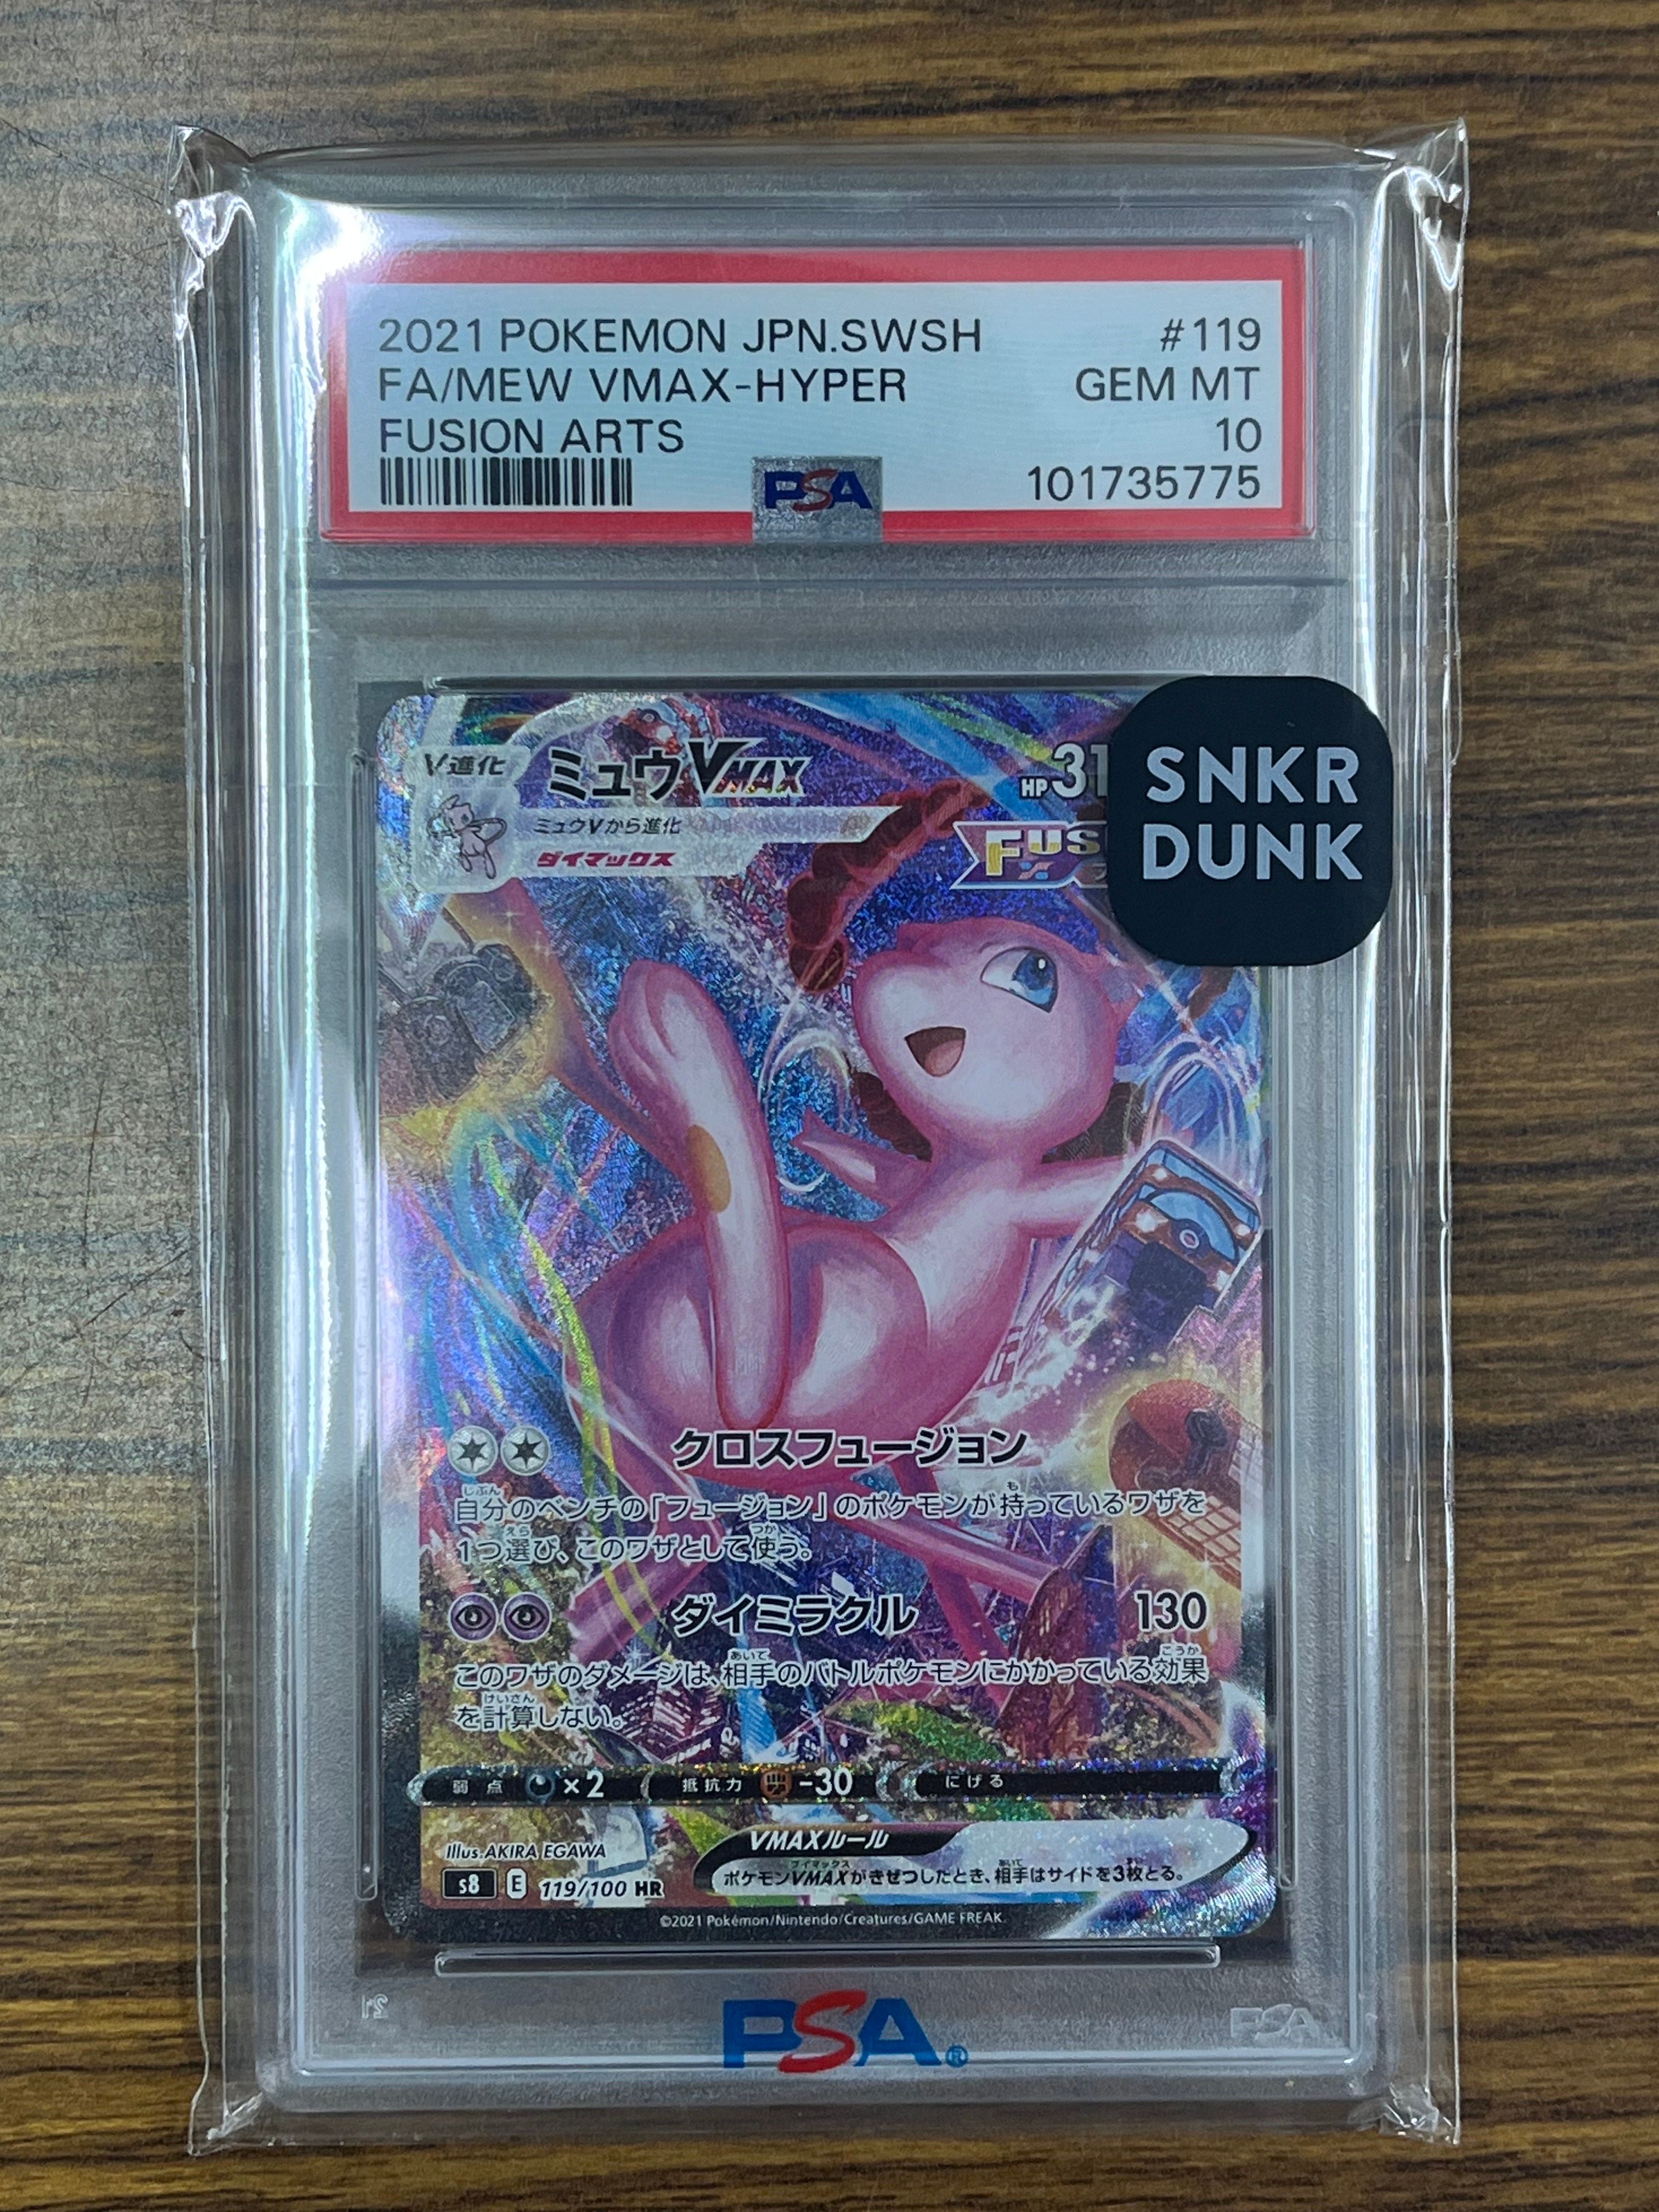 2021 POKEMON JPN.SWSH #119
FA/MEW VMAX-HYPER GEM MT
FUSION ARTS 10
PSA 101735775
SNKR
DUNK
V進化 ミュウVMAX HP31
ミュウVから進化
ダイマックス FUS
クロスフュージョン
自分のベンチの「フュージョン」のポケモンが持っているワザを
1つ選び、このワザとして使う。
ダイミラクル 130
このワザのダメージは、相手のバトルポケモンにかかっている効果
を計算しない。
弱点 ×2 抵抗力 -30 にげる
Illus. AKIRA EGAWA
VMAXルール
ポケモンVMAXがきぜつしたとき、相手はサイドを3枚とる。
s8 E 119/100 HR
©2021 Pokémon/Nintendo/Creatures/GAME FREAK.
PSA®
PSA